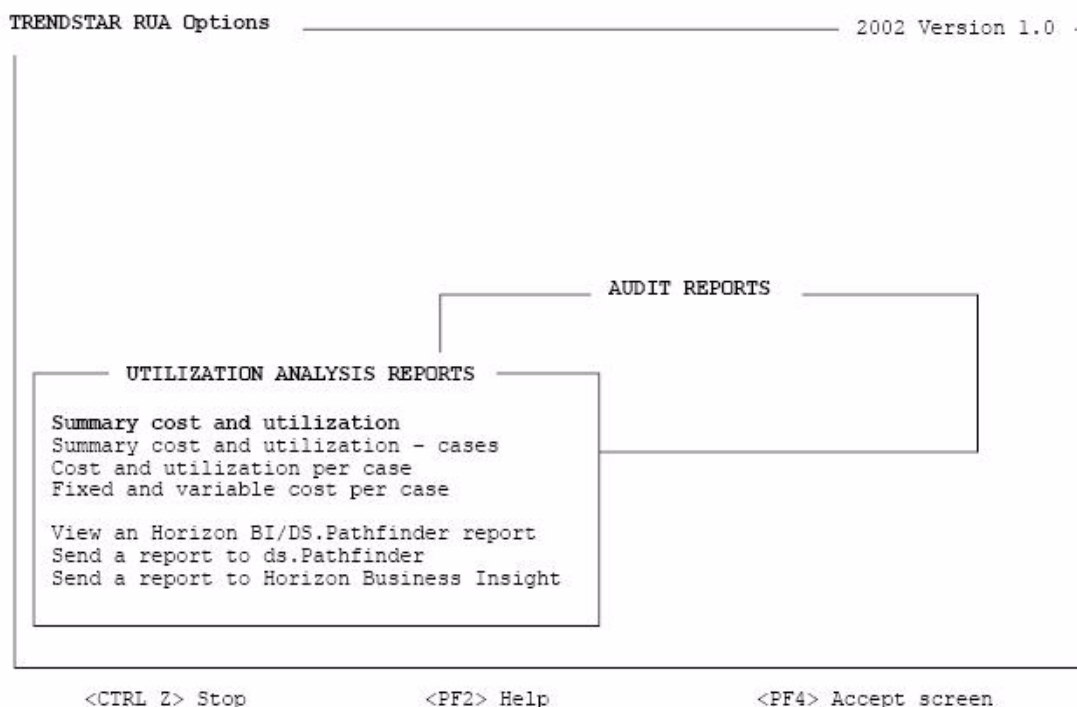 TRENDSTAR RUA Options 2002 Version 1.0
AUDIT REPORTS
UTILIZATION ANALYSIS REPORTS
Summary cost and utilization
Summary cost and utilization - cases
Cost and utilization per case
Fixed and variable cost per case
View an Horizon BI/DS.Pathfinder report
Send a report to ds.Pathfinder
Send a report to Horizon Business Insight
<CTRL Z> Stop <PF2> Help <PF4> Accept screen